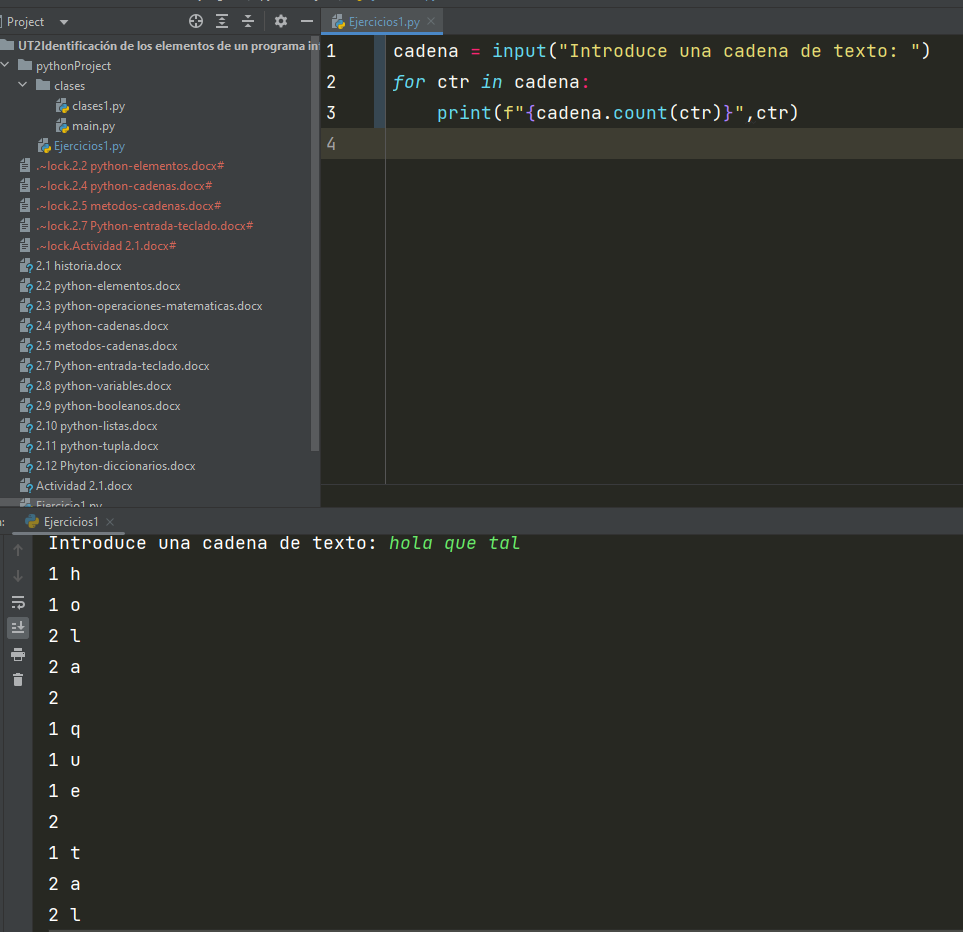 Project
UT2Identificación de los elementos de un programa in
pythonProject
clases
clases1.py
main.py
Ejercicios1.py
.~lock.2.2 python-elementos.docx#
.~lock.2.4 python-cadenas.docx#
.~lock.2.5 metodos-cadenas.docx#
.~lock.2.7 Python-entrada-teclado.docx#
.~lock.Actividad 2.1.docx#
2.1 historia.docx
2.2 python-elementos.docx
2.3 python-operaciones-matematicas.docx
2.4 python-cadenas.docx
2.5 metodos-cadenas.docx
2.7 Python-entrada-teclado.docx
2.8 python-variables.docx
2.9 python-booleanos.docx
2.10 python-listas.docx
2.11 python-tupla.docx
2.12 Phyton-diccionarios.docx
Actividad 2.1.docx
Ejercicio1.py
Ejercicios1.py
1 cadena = input("Introduce una cadena de texto: ")
2 for ctr in cadena:
3     print(f"{cadena.count(ctr)}",ctr)
4
Ejercicios1
Introduce una cadena de texto: hola que tal
1 h
1 o
2 l
2 a
2
1 q
1 u
1 e
2
1 t
2 a
2 l